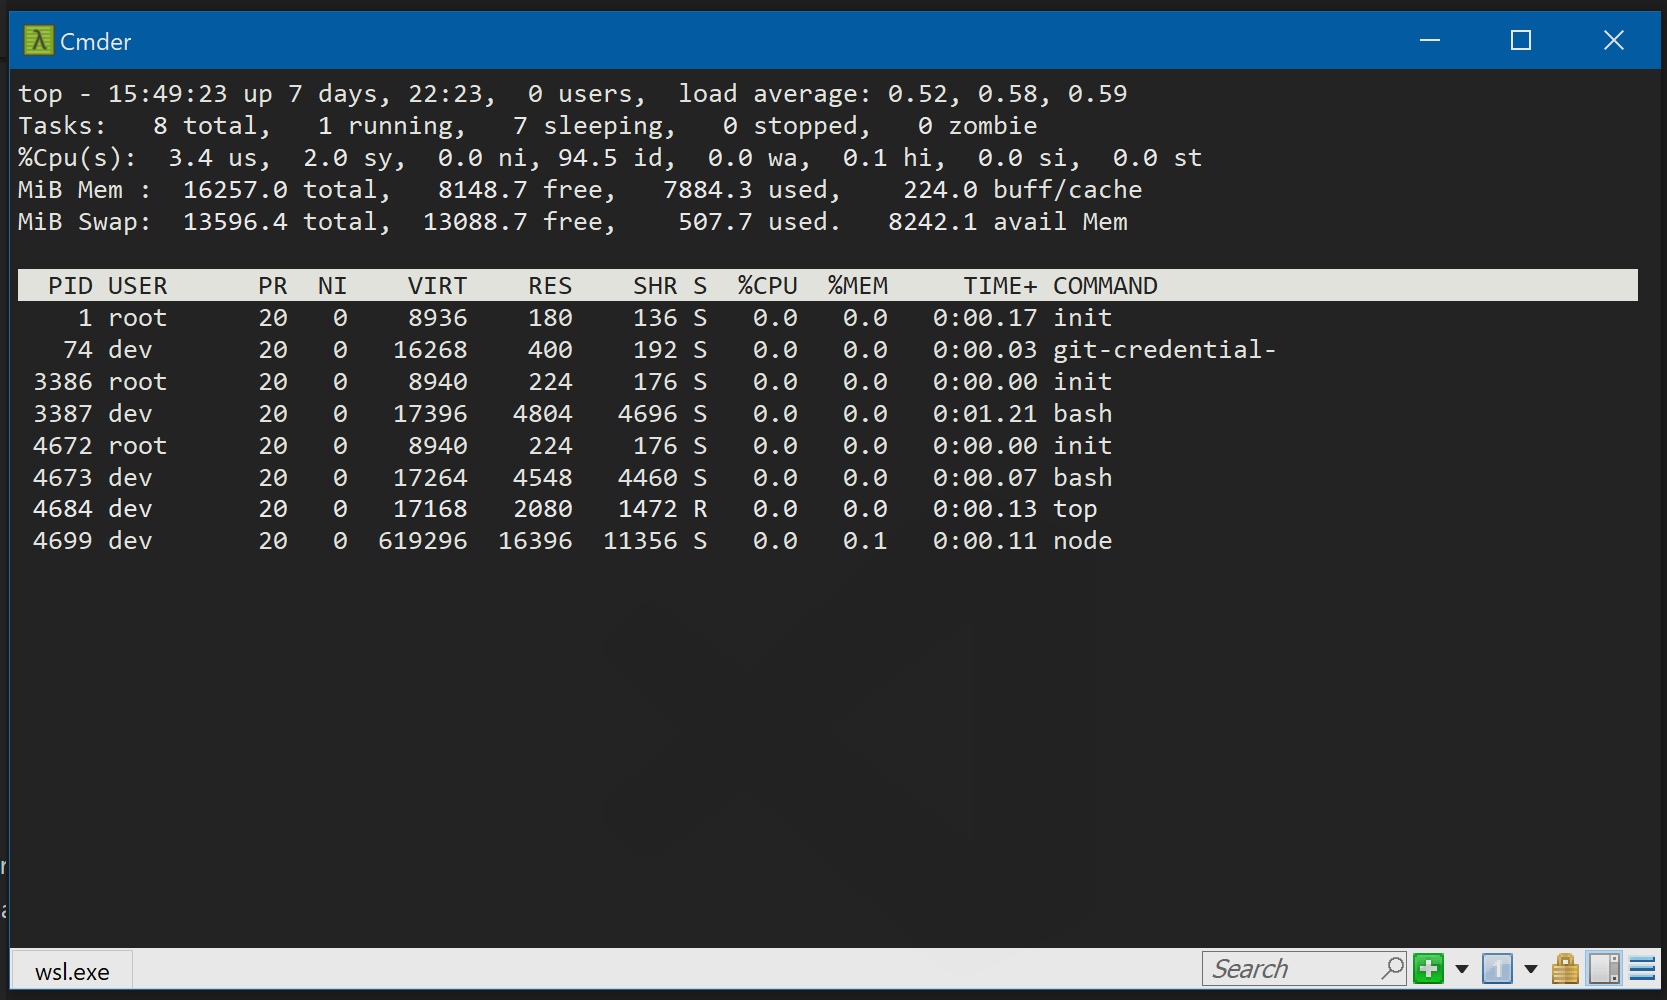 Cmder
top - 15:49:23 up 7 days, 22:23,  0 users,  load average: 0.52, 0.58, 0.59
Tasks:   8 total,   1 running,   7 sleeping,   0 stopped,   0 zombie
%Cpu(s):  3.4 us,  2.0 sy,  0.0 ni, 94.5 id,  0.0 wa,  0.1 hi,  0.0 si,  0.0 st
MiB Mem :  16257.0 total,   8148.7 free,   7884.3 used,    224.0 buff/cache
MiB Swap:  13596.4 total,  13088.7 free,    507.7 used.   8242.1 avail Mem
  PID USER      PR  NI    VIRT    RES    SHR S  %CPU  %MEM     TIME+ COMMAND
    1 root      20   0    8936    180    136 S   0.0   0.0   0:00.17 init
   74 dev       20   0   16268    400    192 S   0.0   0.0   0:00.03 git-credential-
 3386 root      20   0    8940    224    176 S   0.0   0.0   0:00.00 init
 3387 dev       20   0   17396   4804   4696 S   0.0   0.0   0:01.21 bash
 4672 root      20   0    8940    224    176 S   0.0   0.0   0:00.00 init
 4673 dev       20   0   17264   4548   4460 S   0.0   0.0   0:00.07 bash
 4684 dev       20   0   17168   2080   1472 R   0.0   0.0   0:00.13 top
 4699 dev       20   0  619296  16396  11356 S   0.0   0.1   0:00.11 node
wsl.exe
Search
1